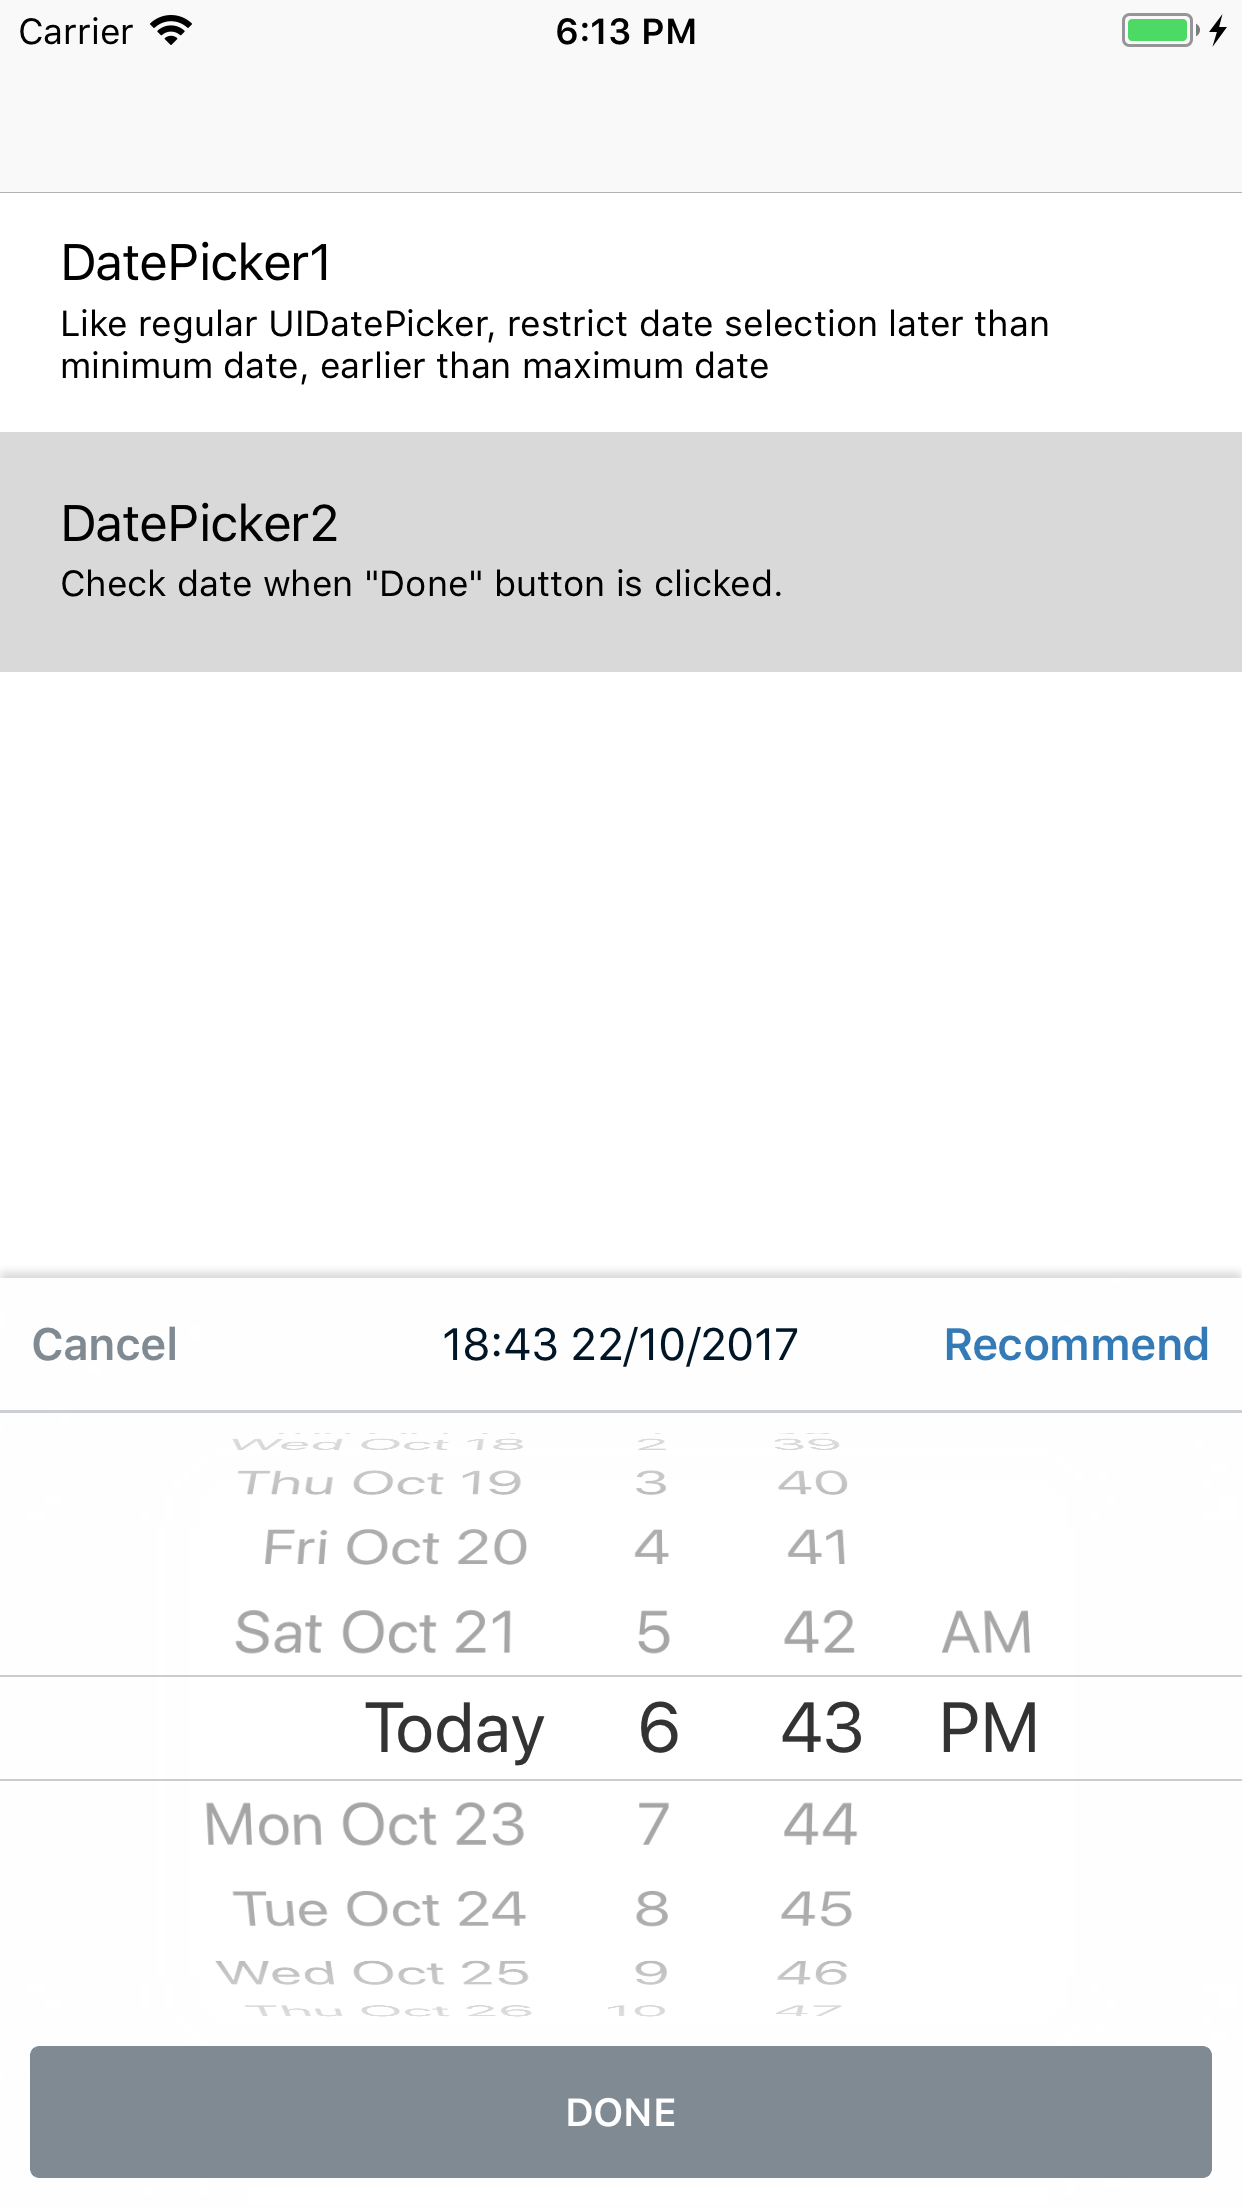 Carrier 6:13 PM
DatePicker1
Like regular UIDatePicker, restrict date selection later than
minimum date, earlier than maximum date
DatePicker2
Check date when "Done" button is clicked.
Cancel 18:43 22/10/2017 Recommend
Wed Oct 18 2 39
Thu Oct 19 3 40
Fri Oct 20 4 41
Sat Oct 21 5 42 AM
Today 6 43 PM
Mon Oct 23 7 44
Tue Oct 24 8 45
Wed Oct 25 9 46
Thu Oct 26 10 47
DONE